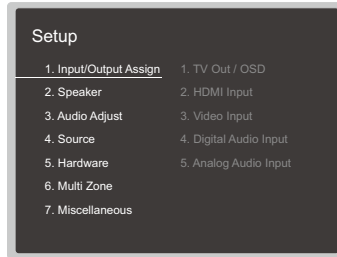 Setup
1. Input/Output Assign
2. Speaker
3. Audio Adjust
4. Source
5. Hardware
6. Multi Zone
7. Miscellaneous
1. TV Out / OSD
2. HDMI Input
3. Video Input
4. Digital Audio Input
5. Analog Audio Input